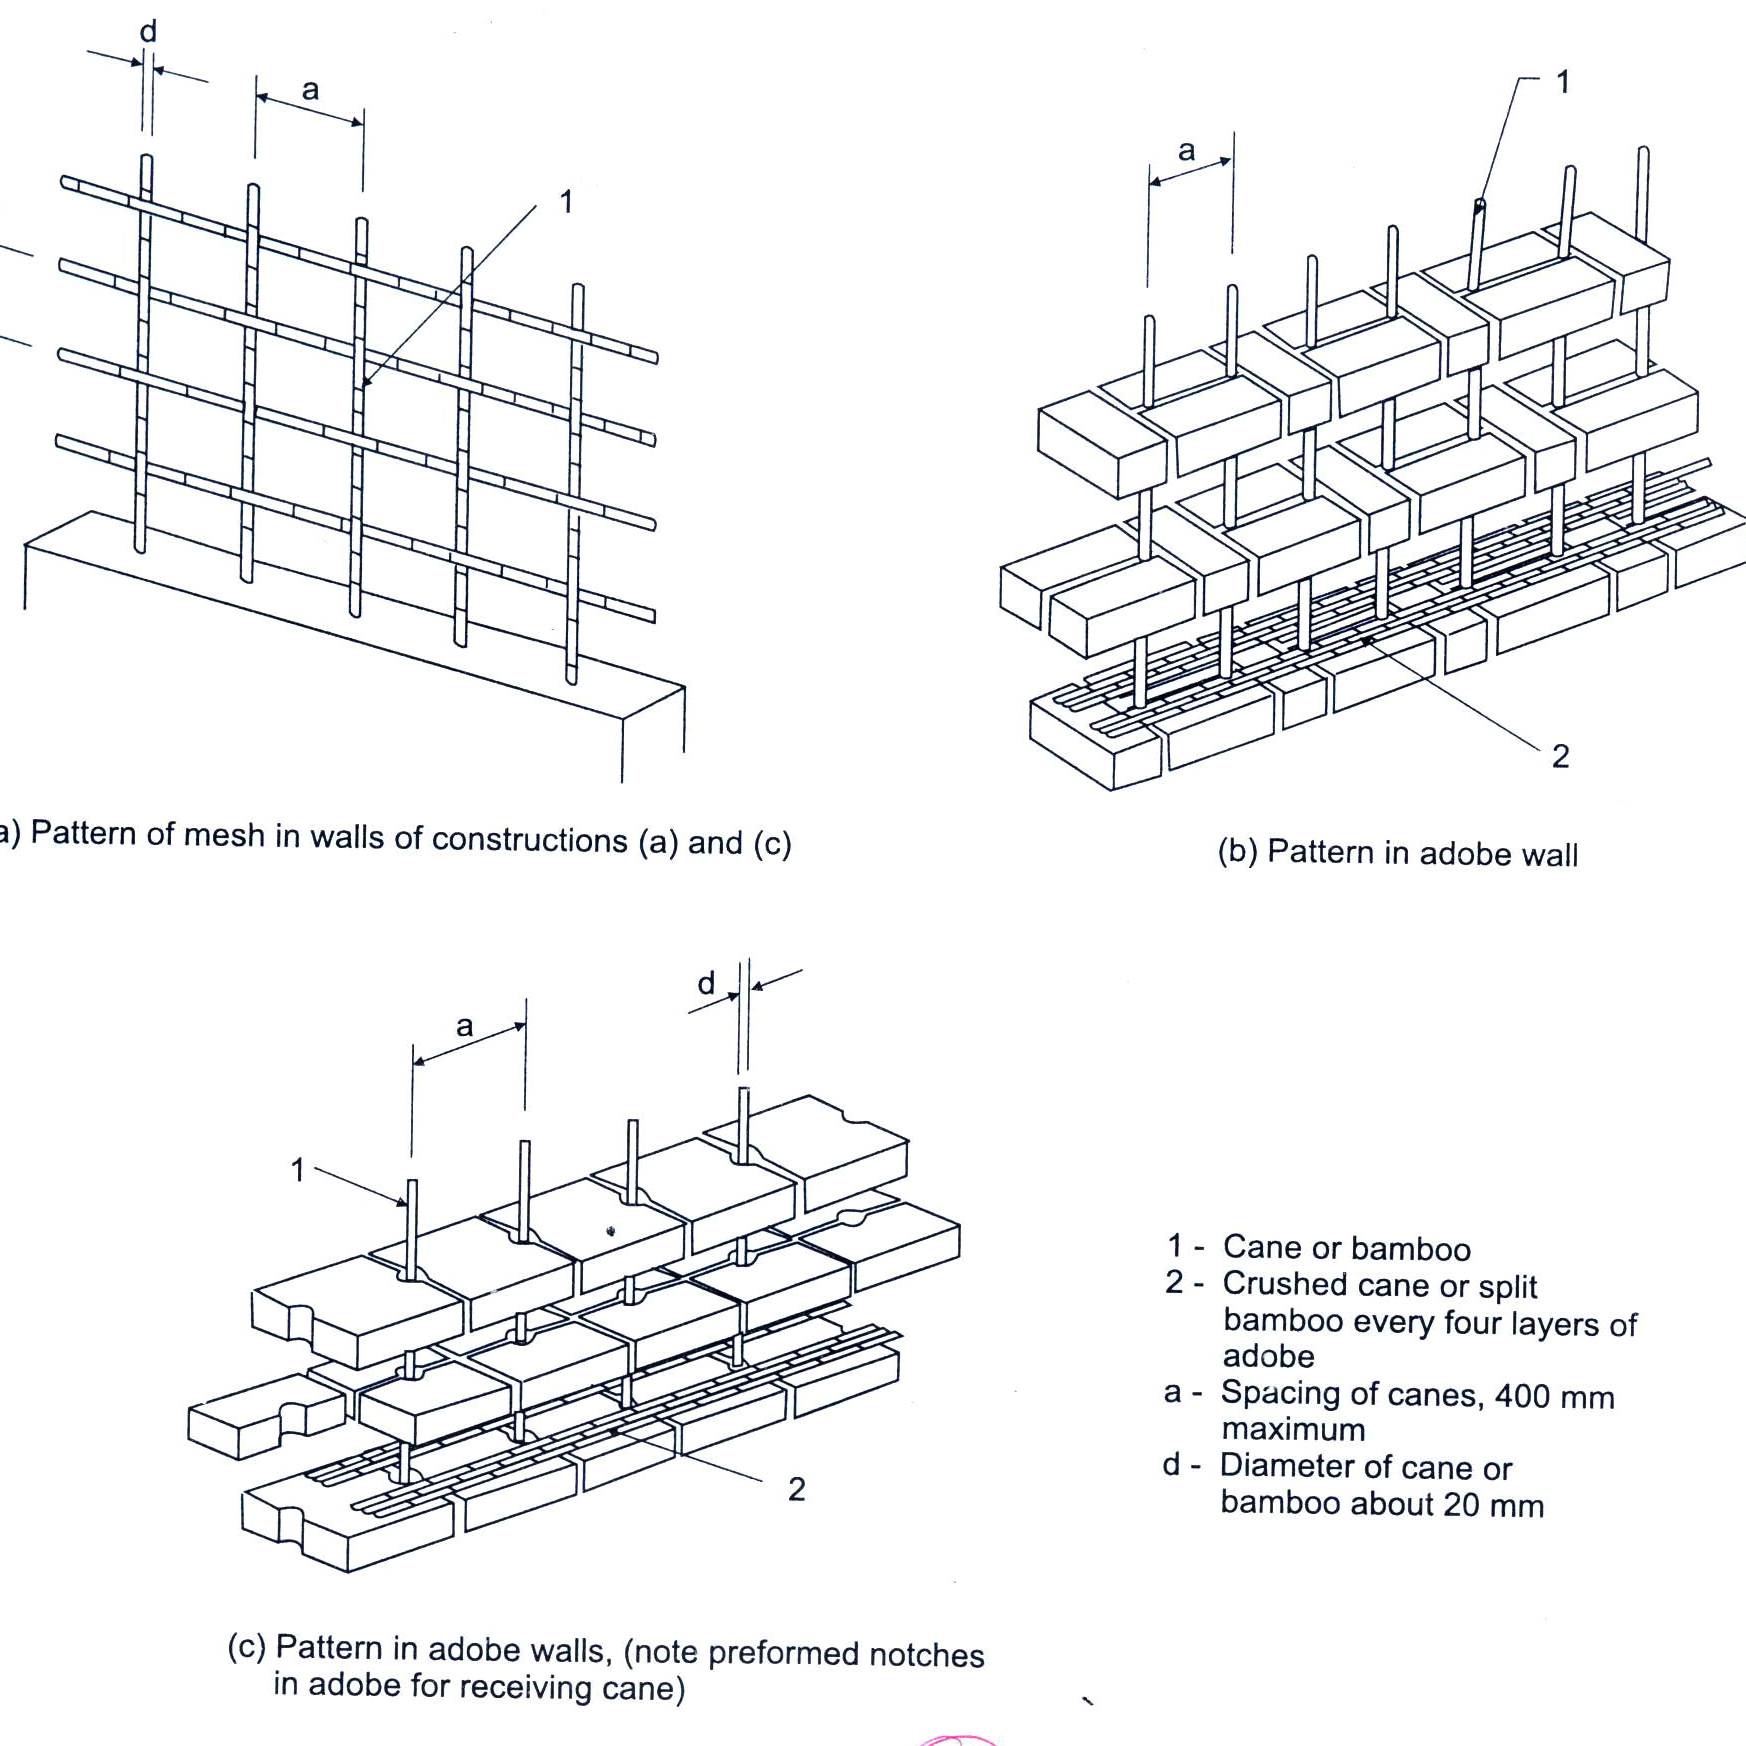 d
a
1
a) Pattern of mesh in walls of constructions (a) and (c)
1
a
2
(b) Pattern in adobe wall
d
a
1
2
(c) Pattern in adobe walls, (note preformed notches
in adobe for receiving cane)
1 - Cane or bamboo
2 - Crushed cane or split
bamboo every four layers of
adobe
a - Spacing of canes, 400 mm
maximum
d - Diameter of cane or
bamboo about 20 mm